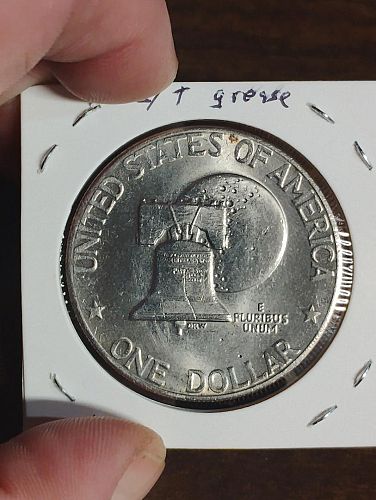 grease
UNITED STATES OF AMERICA
E
PLURIBUS
UNUM
ONE DOLLAR